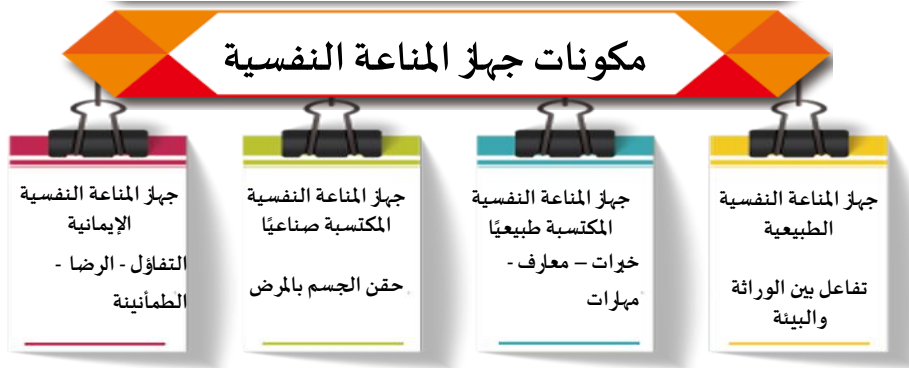 مكونات جهاز المناعة النفسية
جهاز المناعة النفسية
الطبيعية
تفاعل بين الوراثة
والبيئة
جهاز المناعة النفسية
المكتسبة طبيعيًا
خبرات – معارف -
مهارات
جهاز المناعة النفسية
المكتسبة صناعيًا
حقن الجسم بالمرض
جهاز المناعة النفسية
الإيمانية
التفاؤل - الرضا -
الطمأنينة